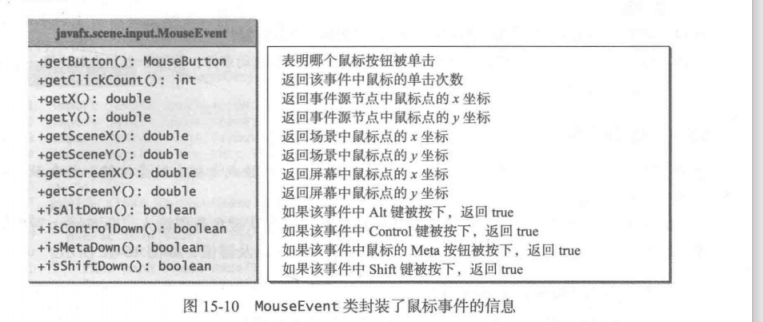 javafx.scene.input.MouseEvent
+getButton(): MouseButton 表明哪个鼠标按钮被单击
+getClickCount(): int 返回该事件中鼠标的单击次数
+getX(): double 返回事件源节点中鼠标点的 x 坐标
+getY(): double 返回事件源节点中鼠标点的 y 坐标
+getSceneX(): double 返回场景中鼠标点的 x 坐标
+getSceneY(): double 返回场景中鼠标点的 y 坐标
+getScreenX(): double 返回屏幕中鼠标点的 x 坐标
+getScreenY(): double 返回屏幕中鼠标点的 y 坐标
+isAltDown(): boolean 如果该事件中 Alt 键被按下，返回 true
+isControlDown(): boolean 如果该事件中 Control 键被按下，返回 true
+isMetaDown(): boolean 如果该事件中鼠标的 Meta 按钮被按下，返回 true
+isShiftDown(): boolean 如果该事件中 Shift 键被按下，返回 true
图 15-10 MouseEvent 类封装了鼠标事件的信息